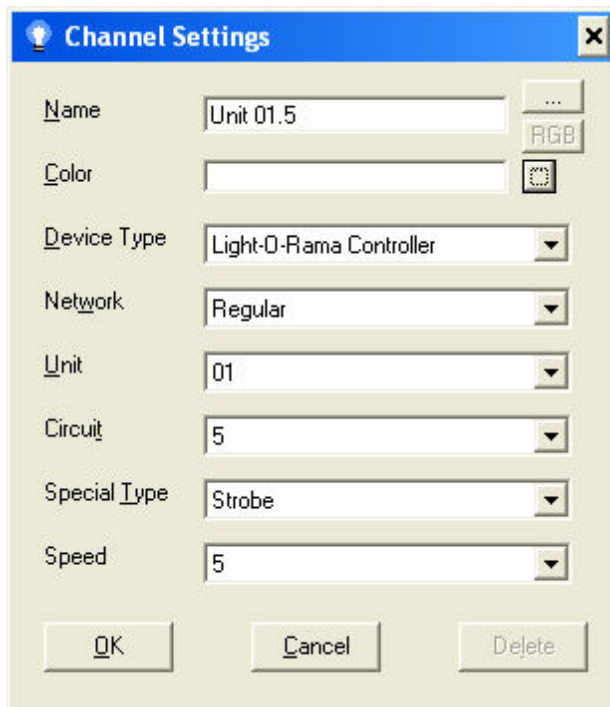 Channel Settings
Name Unit 01.5 ...
RGB
Color
Device Type Light-O-Rama Controller
Network Regular
Unit 01
Circuit 5
Special Type Strobe
Speed 5
OK Cancel Delete